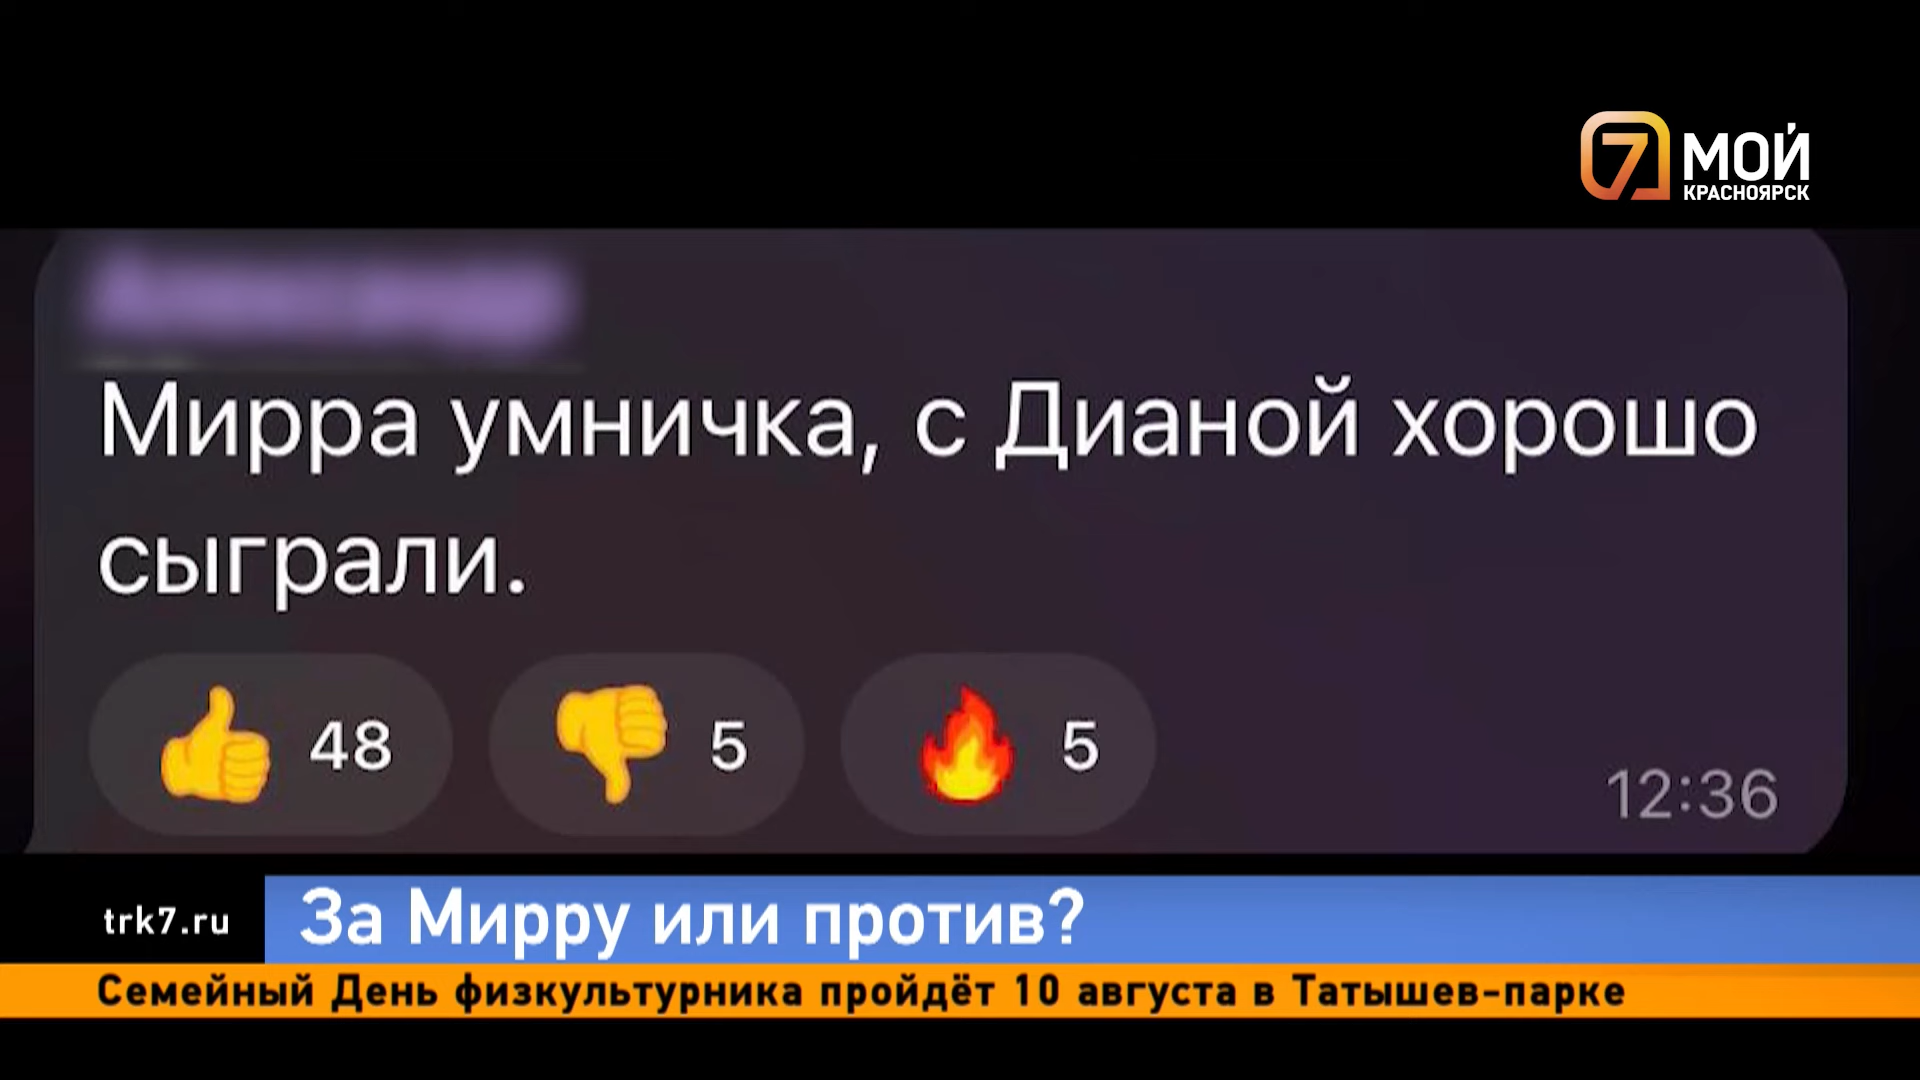 7 МОЙ
КРАСНОЯРСК
Мирра умничка, с Дианой хорошо
сыграли.
48 5 5
12:36
trk7.ru
За Мирру или против?
Семейный День физкультурника пройдёт 10 августа в Татышев-парке